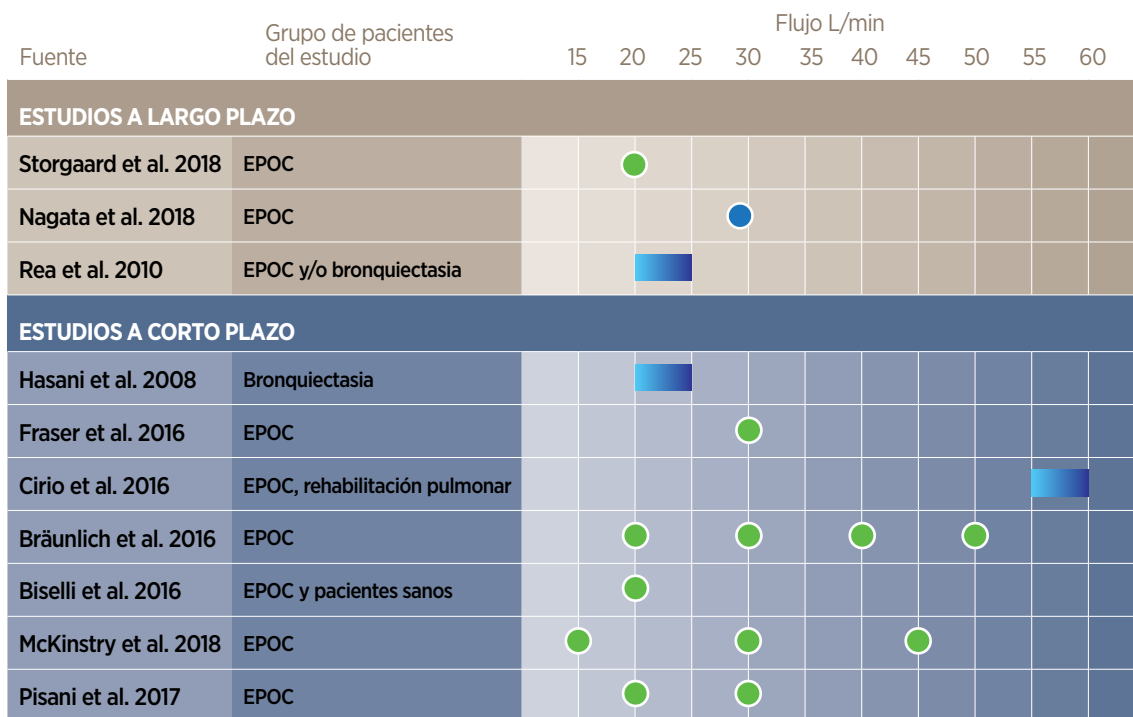 Flujo L/min
Fuente
Grupo de pacientes
del estudio
15 20 25 30 35 40 45 50 55 60
ESTUDIOS A LARGO PLAZO
Storgaard et al. 2018 EPOC
Nagata et al. 2018 EPOC
Rea et al. 2010 EPOC y/o bronquiectasia
ESTUDIOS A CORTO PLAZO
Hasani et al. 2008 Bronquiectasia
Fraser et al. 2016 EPOC
Cirio et al. 2016 EPOC, rehabilitación pulmonar
Bräunlich et al. 2016 EPOC
Biselli et al. 2016 EPOC y pacientes sanos
McKinstry et al. 2018 EPOC
Pisani et al. 2017 EPOC